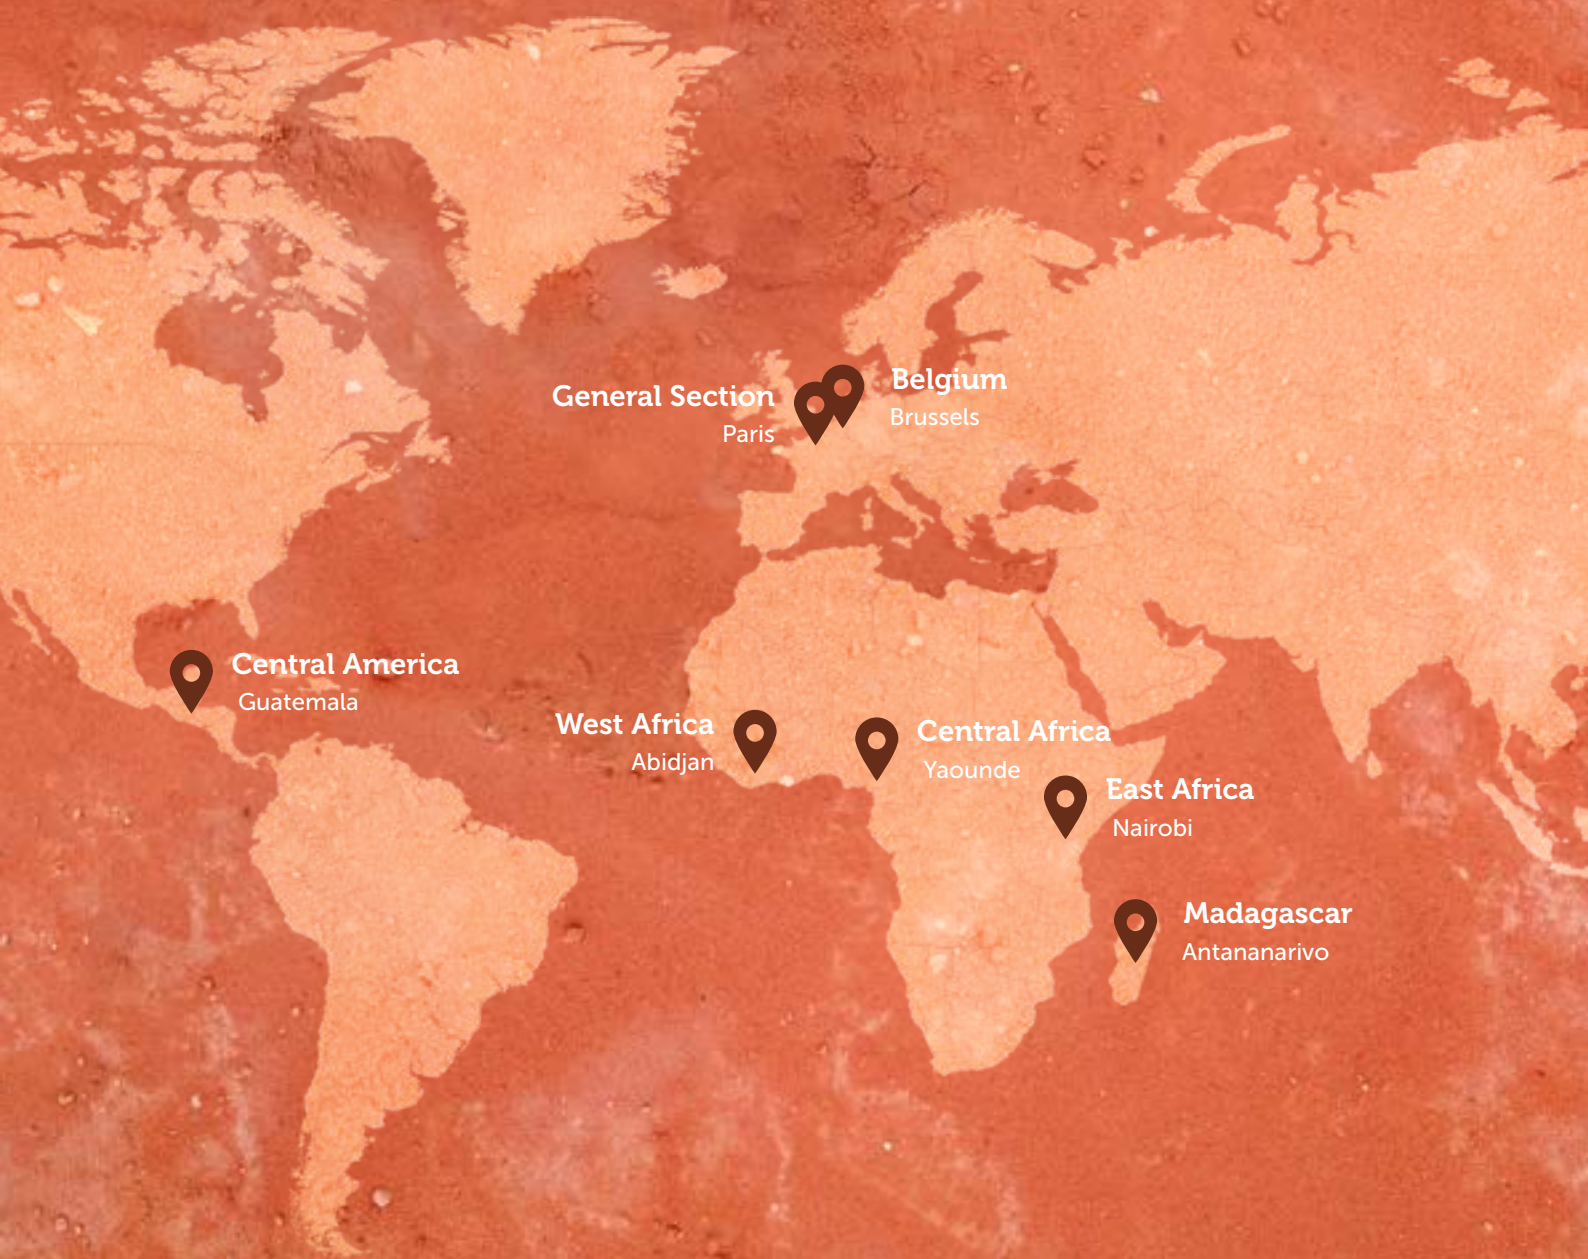 General Section
Paris
Belgium
Brussels
Central America
Guatemala
West Africa
Abidjan
Central Africa
Yaounde
East Africa
Nairobi
Madagascar
Antananarivo